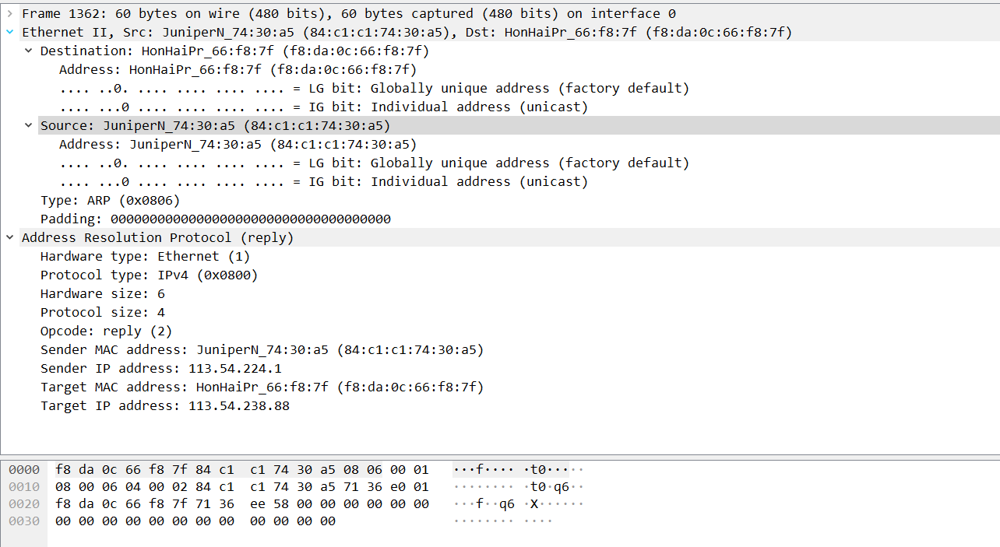 Frame 1362: 60 bytes on wire (480 bits), 60 bytes captured (480 bits) on interface 0
Ethernet II, Src: JuniperN_74:30:a5 (84:c1:c1:74:30:a5), Dst: HonHaiPr_66:f8:7f (f8:da:0c:66:f8:7f)
Destination: HonHaiPr_66:f8:7f (f8:da:0c:66:f8:7f)
Address: HonHaiPr_66:f8:7f (f8:da:0c:66:f8:7f)
.... ..0. .... .... .... .... = LG bit: Globally unique address (factory default)
.... ...0 .... .... .... .... = IG bit: Individual address (unicast)
Source: JuniperN_74:30:a5 (84:c1:c1:74:30:a5)
Address: JuniperN_74:30:a5 (84:c1:c1:74:30:a5)
.... ..0. .... .... .... .... = LG bit: Globally unique address (factory default)
.... ...0 .... .... .... .... = IG bit: Individual address (unicast)
Type: ARP (0x0806)
Padding: 000000000000000000000000000000000000
Address Resolution Protocol (reply)
Hardware type: Ethernet (1)
Protocol type: IPv4 (0x0800)
Hardware size: 6
Protocol size: 4
Opcode: reply (2)
Sender MAC address: JuniperN_74:30:a5 (84:c1:c1:74:30:a5)
Sender IP address: 113.54.224.1
Target MAC address: HonHaiPr_66:f8:7f (f8:da:0c:66:f8:7f)
Target IP address: 113.54.238.88
0000 f8 da 0c 66 f8 7f 84 c1 c1 74 30 a5 08 06 00 01 ···f···· ·t0·····
0010 08 00 06 04 00 02 84 c1 c1 74 30 a5 71 36 e0 01 ········ ·t0·q6··
0020 f8 da 0c 66 f8 7f 71 36 ee 58 00 00 00 00 00 00 ···f··q6 ·X······
0030 00 00 00 00 00 00 00 00 00 00 00 00 ········ ····